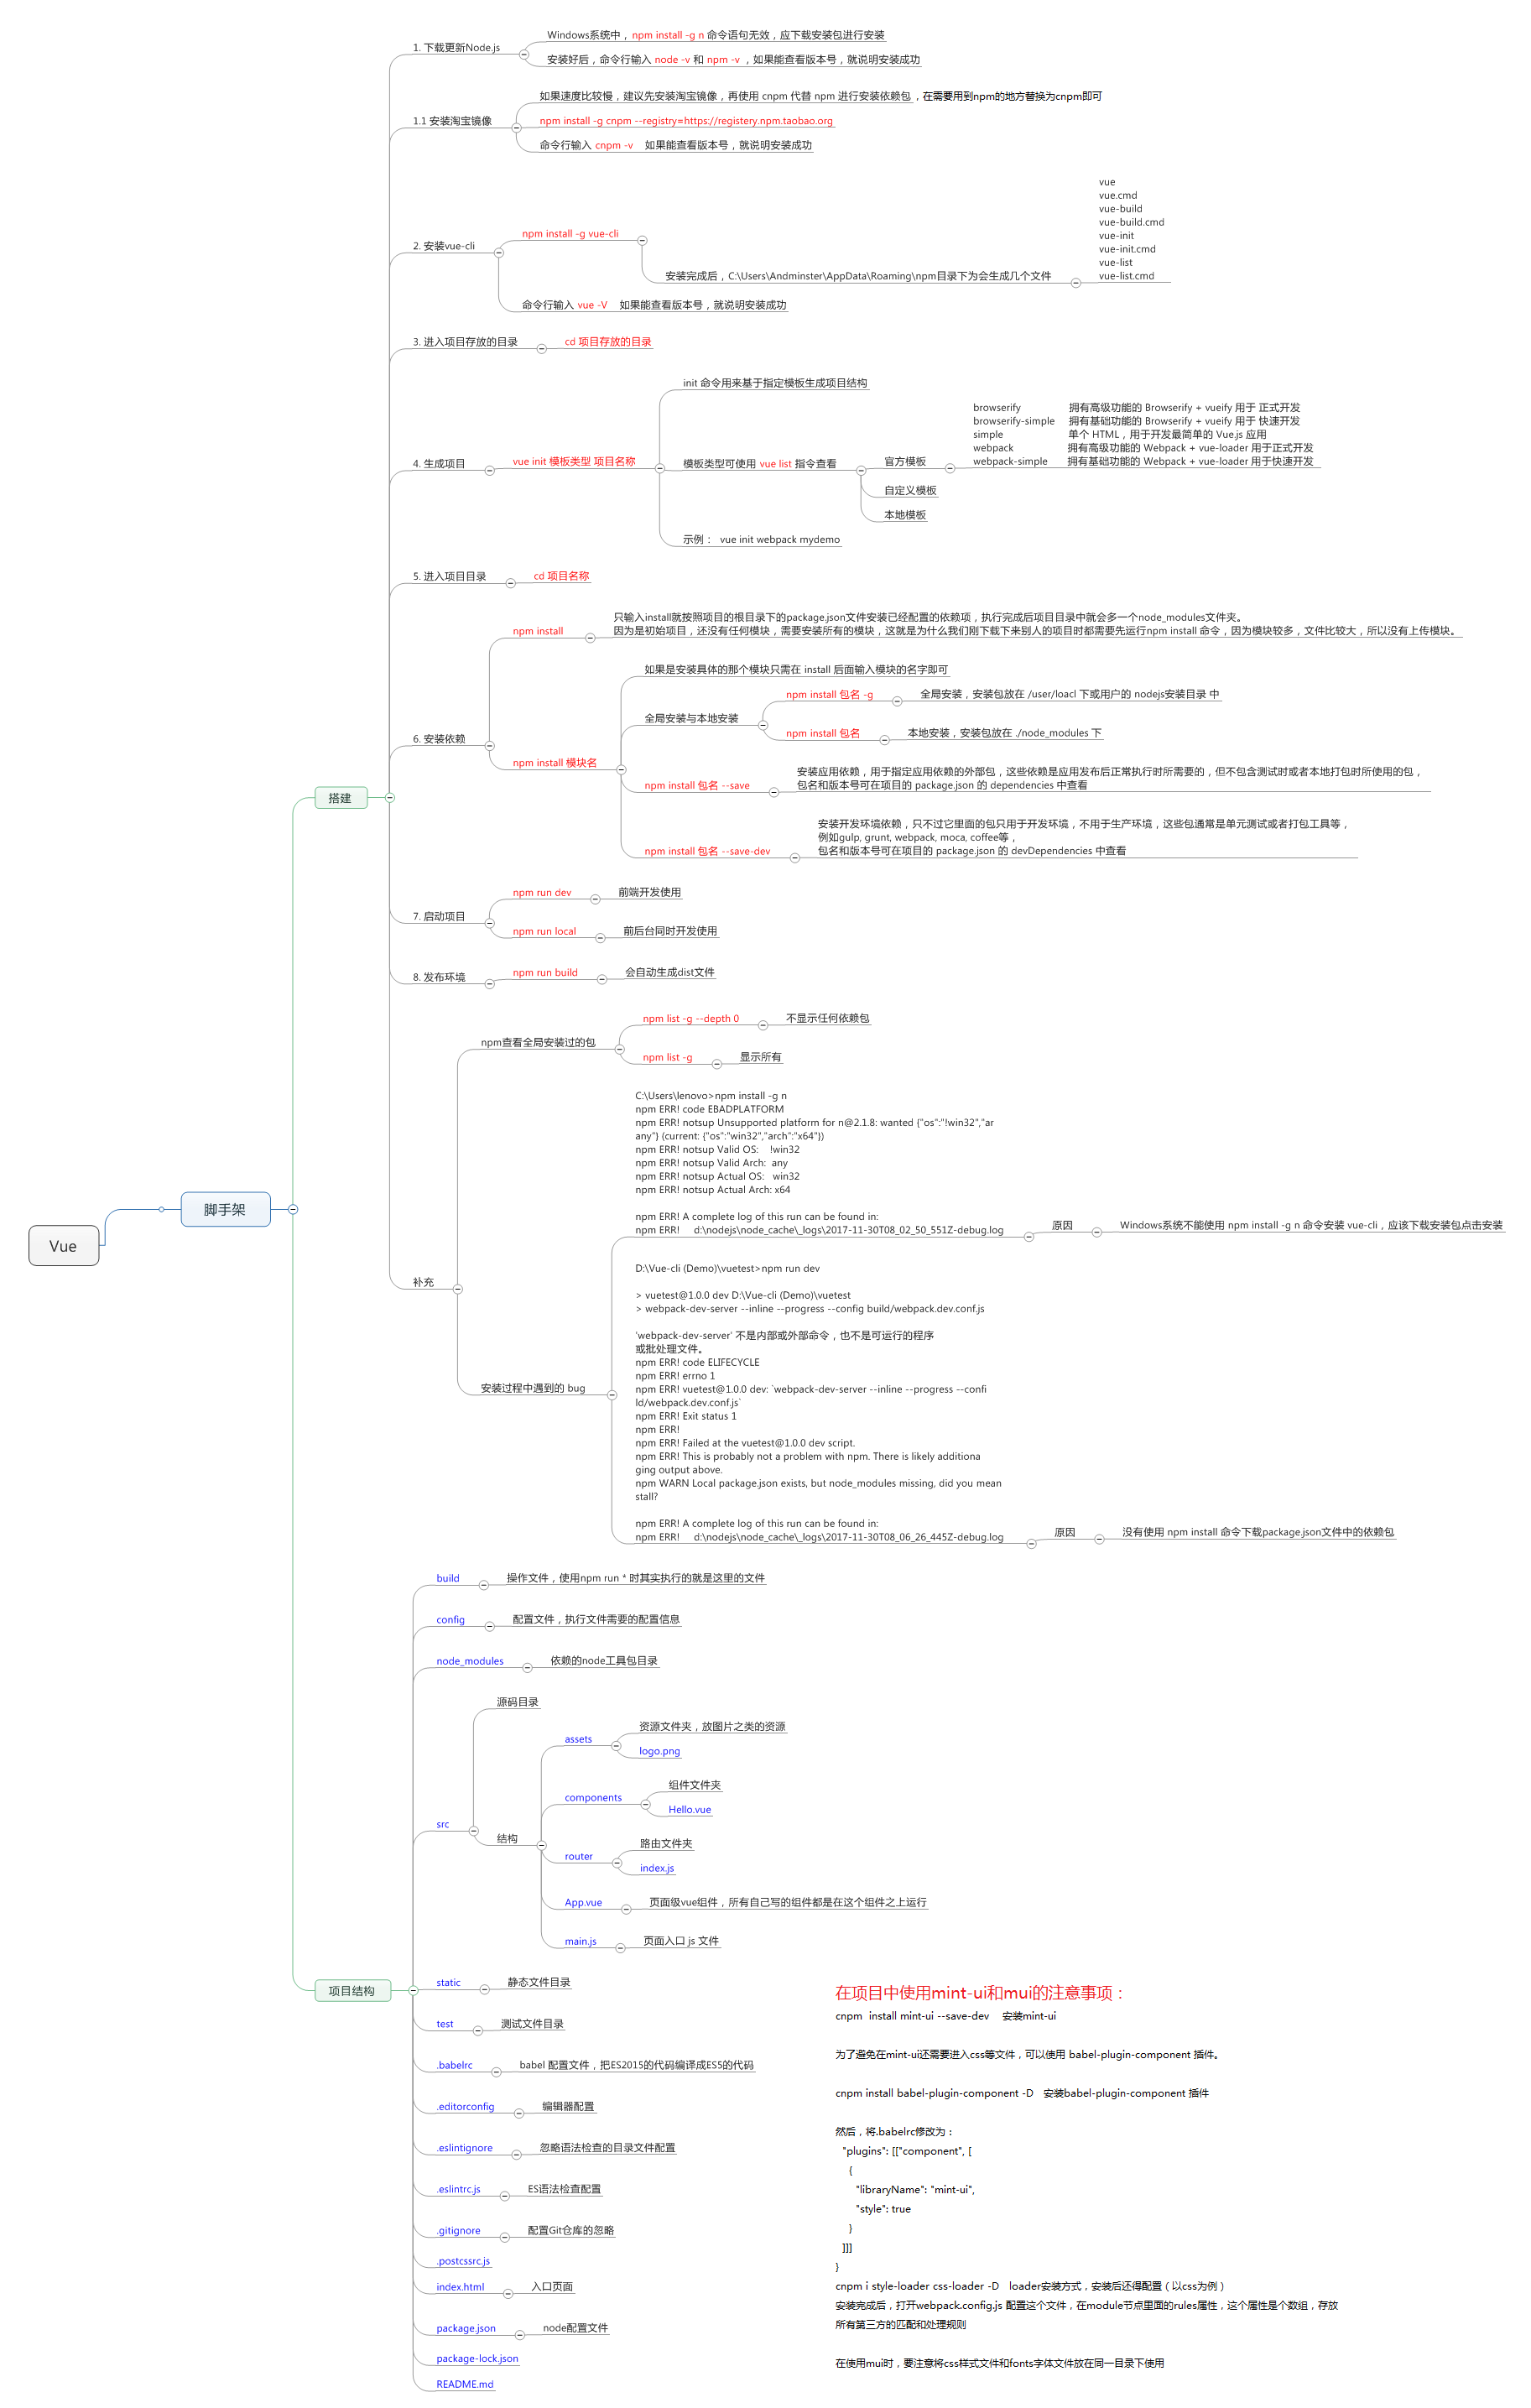 Vue
脚手架
搭建
1. 下载更新Node.js
Windows系统中，npm install -g n 命令语句无效，应下载安装包进行安装
安装好后，命令行输入 node -v 和 npm -v ，如果能查看版本号，就说明安装成功
1.1 安装淘宝镜像
如果速度比较慢，建议先安装淘宝镜像，再使用 cnpm 代替 npm 进行安装依赖包，在需要用到npm的地方替换为cnpm即可
npm install -g cnpm --registry=https://registery.npm.taobao.org
命令行输入 cnpm -v 如果能查看版本号，就说明安装成功
2. 安装vue-cli
npm install -g vue-cli
安装完成后，C:\Users\Andminster\AppData\Roaming\npm目录下为会生成几个文件
vue
vue.cmd
vue-build
vue-build.cmd
vue-init
vue-init.cmd
vue-list
vue-list.cmd
命令行输入 vue -V 如果能查看版本号，就说明安装成功
3. 进入项目存放的目录
cd 项目存放的目录
4. 生成项目
vue init 模板类型 项目名称
init 命令用来基于指定模板生成项目结构
模板类型可使用 vue list 指令查看
官方模板
browserify 拥有高级功能的 Browserify + vueify 用于 正式开发
browserify-simple 拥有基础功能的 Browserify + vueify 用于 快速开发
simple 单个 HTML，用于开发最简单的 Vue.js 应用
webpack 拥有高级功能的 Webpack + vue-loader 用于正式开发
webpack-simple 拥有基础功能的 Webpack + vue-loader 用于快速开发
自定义模板
本地模板
示例： vue init webpack mydemo
5. 进入项目目录
cd 项目名称
6. 安装依赖
npm install
只输入install就按照项目的根目录下的package.json文件安装已经配置的依赖项，执行完成后项目目录中就会多一个node_modules文件夹。
因为是初始项目，还没有任何模块，需要安装所有的模块，这就是为什么我们刚下载下来别人的项目时都需要先运行npm install 命令，因为模块较多，文件比较大，所以没有上传模块。
npm install 模块名
如果是安装具体的那个模块只需在 install 后面输入模块的名字即可
全局安装与本地安装
npm install 包名 -g
全局安装，安装包放在 /user/loacl 下或用户的 nodejs安装目录 中
npm install 包名
本地安装，安装包放在 ./node_modules 下
npm install 包名 --save
安装应用依赖，用于指定应用依赖的外部包，这些依赖是应用发布后正常执行时所需要的，但不包含测试时或者本地打包时所使用的包，
包名和版本号可在项目的 package.json 的 dependencies 中查看
npm install 包名 --save-dev
安装开发环境依赖，只不过它里面的包只用于开发环境，不用于生产环境，这些包通常是单元测试或者打包工具等，
例如gulp, grunt, webpack, moca, coffee等，
包名和版本号可在项目的 package.json 的 devDependencies 中查看
7. 启动项目
npm run dev
前端开发使用
npm run local
前后台同时开发使用
8. 发布环境
npm run build
会自动生成dist文件
补充
npm查看全局安装过的包
npm list -g --depth 0
不显示任何依赖包
npm list -g
显示所有
安装过程中遇到的 bug
C:\Users\lenovo>npm install -g n
npm ERR! code EBADPLATFORM
npm ERR! notsup Unsupported platform for n@2.1.8: wanted {"os":"!win32","ar
any"} (current: {"os":"win32","arch":"x64"})
npm ERR! notsup Valid OS: !win32
npm ERR! notsup Valid Arch: any
npm ERR! notsup Actual OS: win32
npm ERR! notsup Actual Arch: x64
npm ERR! A complete log of this run can be found in:
npm ERR! d:\nodejs\node_cache\_logs\2017-11-30T08_02_50_551Z-debug.log
原因
Windows系统不能使用 npm install -g n 命令安装 vue-cli，应该下载安装包点击安装
D:\Vue-cli (Demo)\vuetest>npm run dev
> vuetest@1.0.0 dev D:\Vue-cli (Demo)\vuetest
> webpack-dev-server --inline --progress --config build/webpack.dev.conf.js
'webpack-dev-server' 不是内部或外部命令，也不是可运行的程序
或批处理文件。
npm ERR! code ELIFECYCLE
npm ERR! errno 1
npm ERR! vuetest@1.0.0 dev: `webpack-dev-server --inline --progress --confi
ld/webpack.dev.conf.js`
npm ERR! Exit status 1
npm ERR!
npm ERR! Failed at the vuetest@1.0.0 dev script.
npm ERR! This is probably not a problem with npm. There is likely additiona
ging output above.
npm WARN Local package.json exists, but node_modules missing, did you mean
stall?
npm ERR! A complete log of this run can be found in:
npm ERR! d:\nodejs\node_cache\_logs\2017-11-30T08_06_26_445Z-debug.log
原因
没有使用 npm install 命令下载package.json文件中的依赖包
项目结构
build
操作文件，使用npm run * 时其实执行的就是这里的文件
config
配置文件，执行文件需要的配置信息
node_modules
依赖的node工具包目录
src
源码目录
结构
assets
资源文件夹，放图片之类的资源
logo.png
components
组件文件夹
Hello.vue
router
路由文件夹
index.js
App.vue
页面级vue组件，所有自己写的组件都是在这个组件之上运行
main.js
页面入口 js 文件
static
静态文件目录
test
测试文件目录
.babelrc
babel 配置文件，把ES2015的代码编译成ES5的代码
.editorconfig
编辑器配置
.eslintignore
忽略语法检查的目录文件配置
.eslintrc.js
ES语法检查配置
.gitignore
配置Git仓库的忽略
.postcssrc.js
index.html
入口页面
package.json
node配置文件
package-lock.json
README.md
在项目中使用mint-ui和mui的注意事项：
cnpm install mint-ui --save-dev 安装mint-ui
为了避免在mint-ui还需要进入css等文件，可以使用 babel-plugin-component 插件。
cnpm install babel-plugin-component -D 安装babel-plugin-component 插件
然后，将.babelrc修改为：
"plugins": [["component", [
{
"libraryName": "mint-ui",
"style": true
}
]]]
}
cnpm i style-loader css-loader -D loader安装方式，安装后还得配置（以css为例）
安装完成后，打开webpack.config.js 配置这个文件，在module节点里面的rules属性，这个属性是个数组，存放
所有第三方的匹配和处理规则
在使用mui时，要注意将css样式文件和fonts字体文件放在同一目录下使用